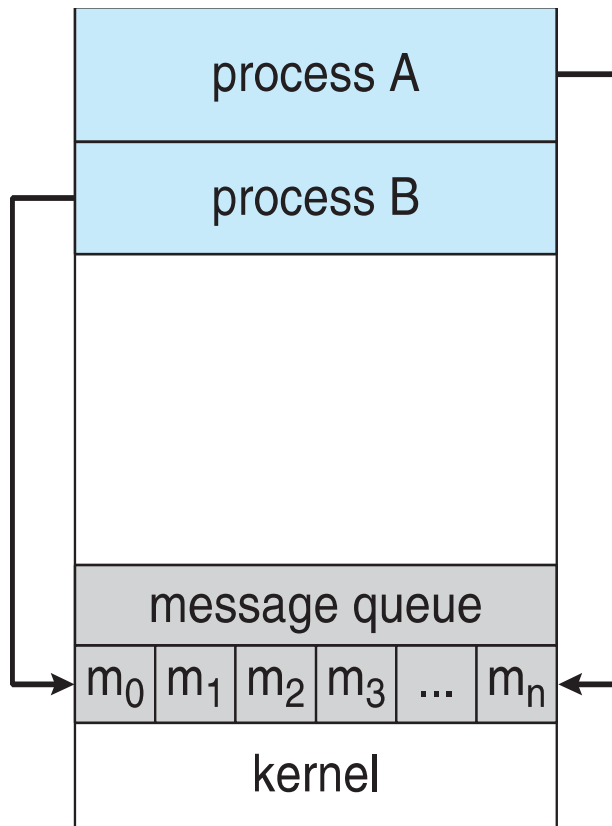 process A
process B
message queue
m₀ m₁ m₂ m₃ ... mₙ
kernel